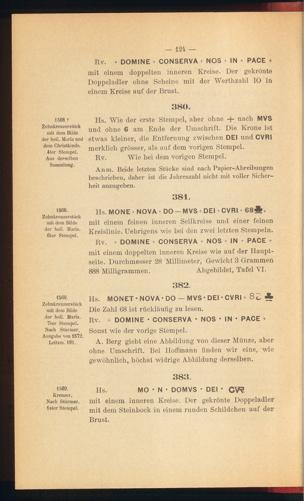 — 124 —
Rv. · DOMINE · CONSERVA · NOS · IN · PACE ·
mit einem doppelten inneren Kreise. Der gekrönte
Doppeladler ohne Scheine mit der Werthzahl 10 in
einem Kreise auf der Brust.
380.
1568 ?
Zehnkreuzerstück
mit dem Bilde
der heil. Maria und
dem Christkinde.
4ter Stempel.
Aus derselben
Sammlung.
Hs. Wie der erste Stempel, aber ohne + nach MVS
und ohne 6 am Ende der Umschrift. Die Krone ist
etwas kleiner, die Entfernung zwischen DEI und CVRI
merklich grösser, als auf dem vorigen Stempel.
Rv. Wie bei dem vorigen Stempel.
Anm. Beide letzten Stücke sind nach Papier-Abreibungen
beschrieben, daher ist die Jahreszahl nicht mit voller Sicher-
heit anzugeben.
381.
1568.
Zehnkreuzerstück
mit dem Bilde
der heil. Maria.
6ter Stempel.
Hs. MONE · NOVA · DO — MVS · DEI · CVRI · 68
mit einem feinen inneren Seilkreise und einer feinen
Kreislinie. Uebrigens wie bei den zwei letzten Stempeln.
Rv. · DOMINE · CONSERVA · NOS · IN · PACE ·
mit einem doppelten inneren Kreise wie auf der Haupt-
seite. Durchmesser 28 Millimeter, Gewicht 3 Grammen
888 Milligrammen. Abgebildet, Tafel VI.
382.
1568.
Zehnkreuzerstück
mit dem Bilde
der heil. Maria.
7ter Stempel.
Nach Stürmer,
Ausgabe von 1572.
Letzen. 191.
Hs. MONET · NOVA · DO — MVS · DEI · CVRI ·
Die Zahl 68 ist rückläufig zu lesen.
Rv. · DOMINE · CONSERVA · NOS · IN · PACE ·
Sonst wie der vorige Stempel.
A. Berg giebt eine Abbildung von dieser Münze, aber
ohne Umschrift. Bei Hoffmann finden wir eine, wie
gewöhnlich, höchst widrige Abbildung derselben.
383.
1569.
Kreuzer,
Nach Stürmer.
1ster Stempel.
Hs. MO · N · DOMVS · DEI · CVR
mit einem inneren Kreise. Der gekrönte Doppeladler
mit dem Steinbock in einem runden Schildchen auf der
Brust.